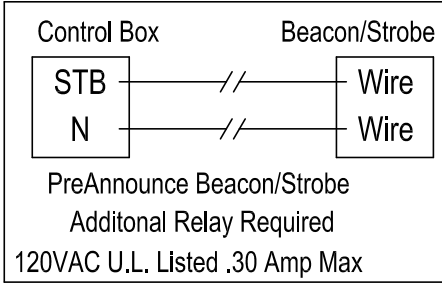 Control Box Beacon/Strobe
STB Wire
N Wire
PreAnnounce Beacon/Strobe
Additonal Relay Required
120VAC U.L. Listed .30 Amp Max